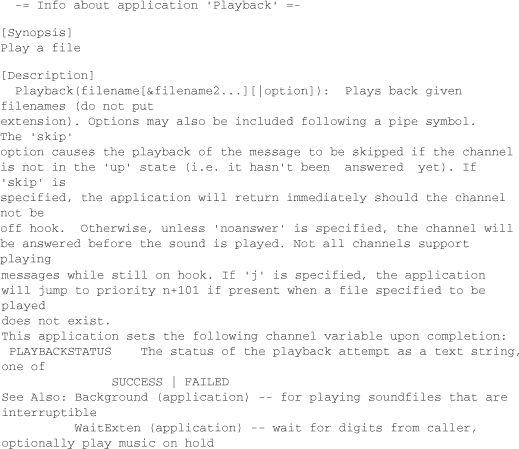 -= Info about application 'Playback' =-
[Synopsis]
Play a file
[Description]
Playback(filename[&filename2...][|option]):  Plays back given
filenames (do not put
extension). Options may also be included following a pipe symbol.
The 'skip'
option causes the playback of the message to be skipped if the channel
is not in the 'up' state (i.e. it hasn't been  answered  yet). If
'skip' is
specified, the application will return immediately should the channel
not be
off hook.  Otherwise, unless 'noanswer' is specified, the channel will
be answered before the sound is played. Not all channels support
playing
messages while still on hook. If 'j' is specified, the application
will jump to priority n+101 if present when a file specified to be
played
does not exist.
This application sets the following channel variable upon completion:
PLAYBACKSTATUS    The status of the playback attempt as a text string,
one of
SUCCESS | FAILED
See Also: Background (application) -- for playing soundfiles that are
interruptible
WaitExten (application) -- wait for digits from caller,
optionally play music on hold